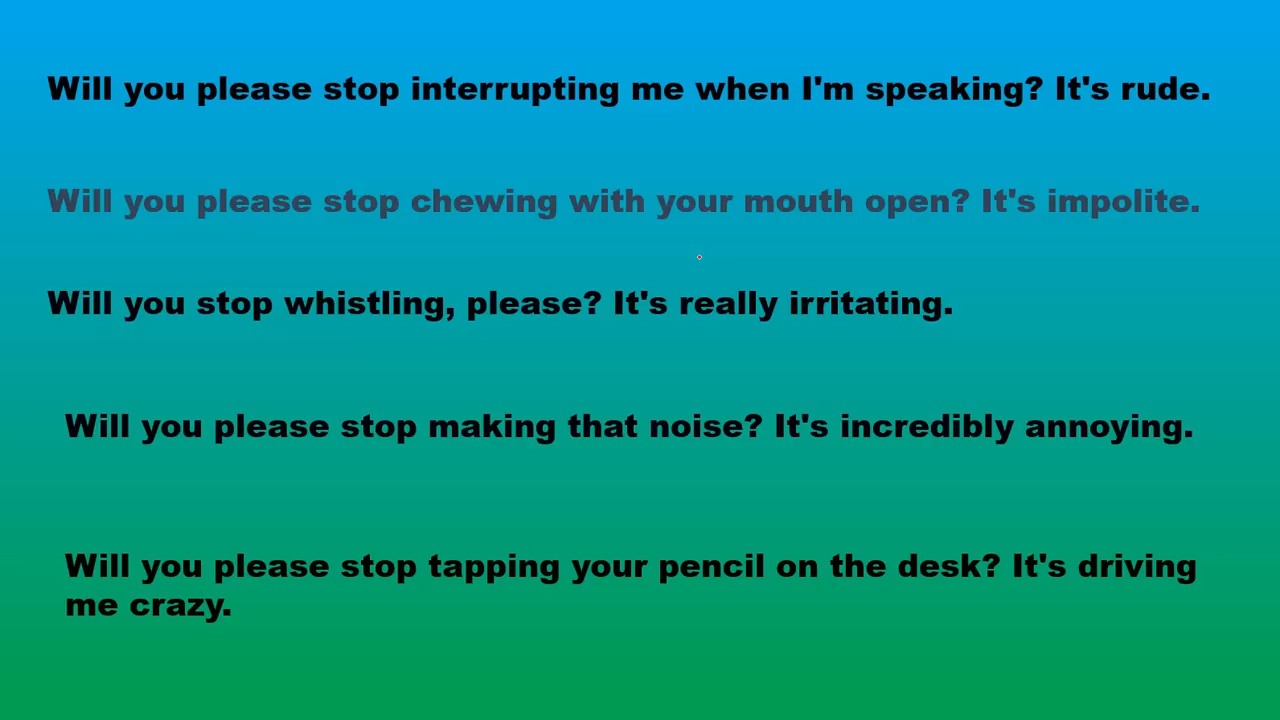 Will you please stop interrupting me when I'm speaking? It's rude.
Will you please stop chewing with your mouth open? It's impolite.
Will you stop whistling, please? It's really irritating.
Will you please stop making that noise? It's incredibly annoying.
Will you please stop tapping your pencil on the desk? It's driving
me crazy.